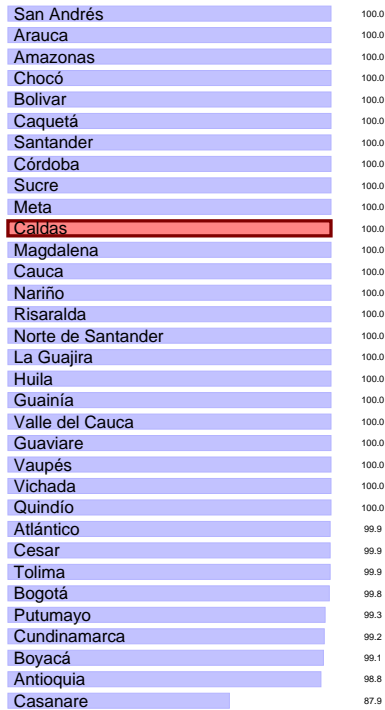 San Andrés 100.0
Arauca 100.0
Amazonas 100.0
Chocó 100.0
Bolivar 100.0
Caquetá 100.0
Santander 100.0
Córdoba 100.0
Sucre 100.0
Meta 100.0
Caldas 100.0
Magdalena 100.0
Cauca 100.0
Nariño 100.0
Risaralda 100.0
Norte de Santander 100.0
La Guajira 100.0
Huila 100.0
Guainía 100.0
Valle del Cauca 100.0
Guaviare 100.0
Vaupés 100.0
Vichada 100.0
Quindío 100.0
Atlántico 99.9
Cesar 99.9
Tolima 99.9
Bogotá 99.8
Putumayo 99.3
Cundinamarca 99.2
Boyacá 99.1
Antioquia 98.8
Casanare 87.9